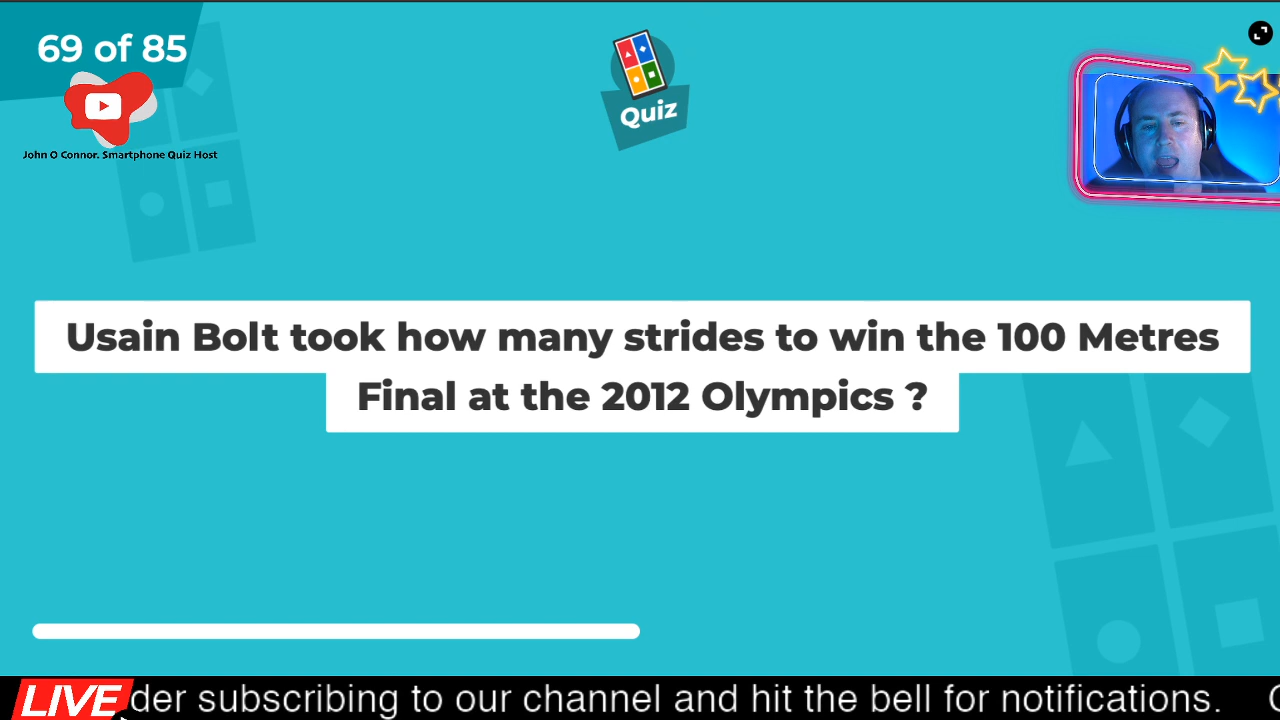 69 of 85
Quiz
John O Connor. Smartphone Quiz Host
Usain Bolt took how many strides to win the 100 Metres
Final at the 2012 Olympics ?
LIVE
der subscribing to our channel and hit the bell for notifications.